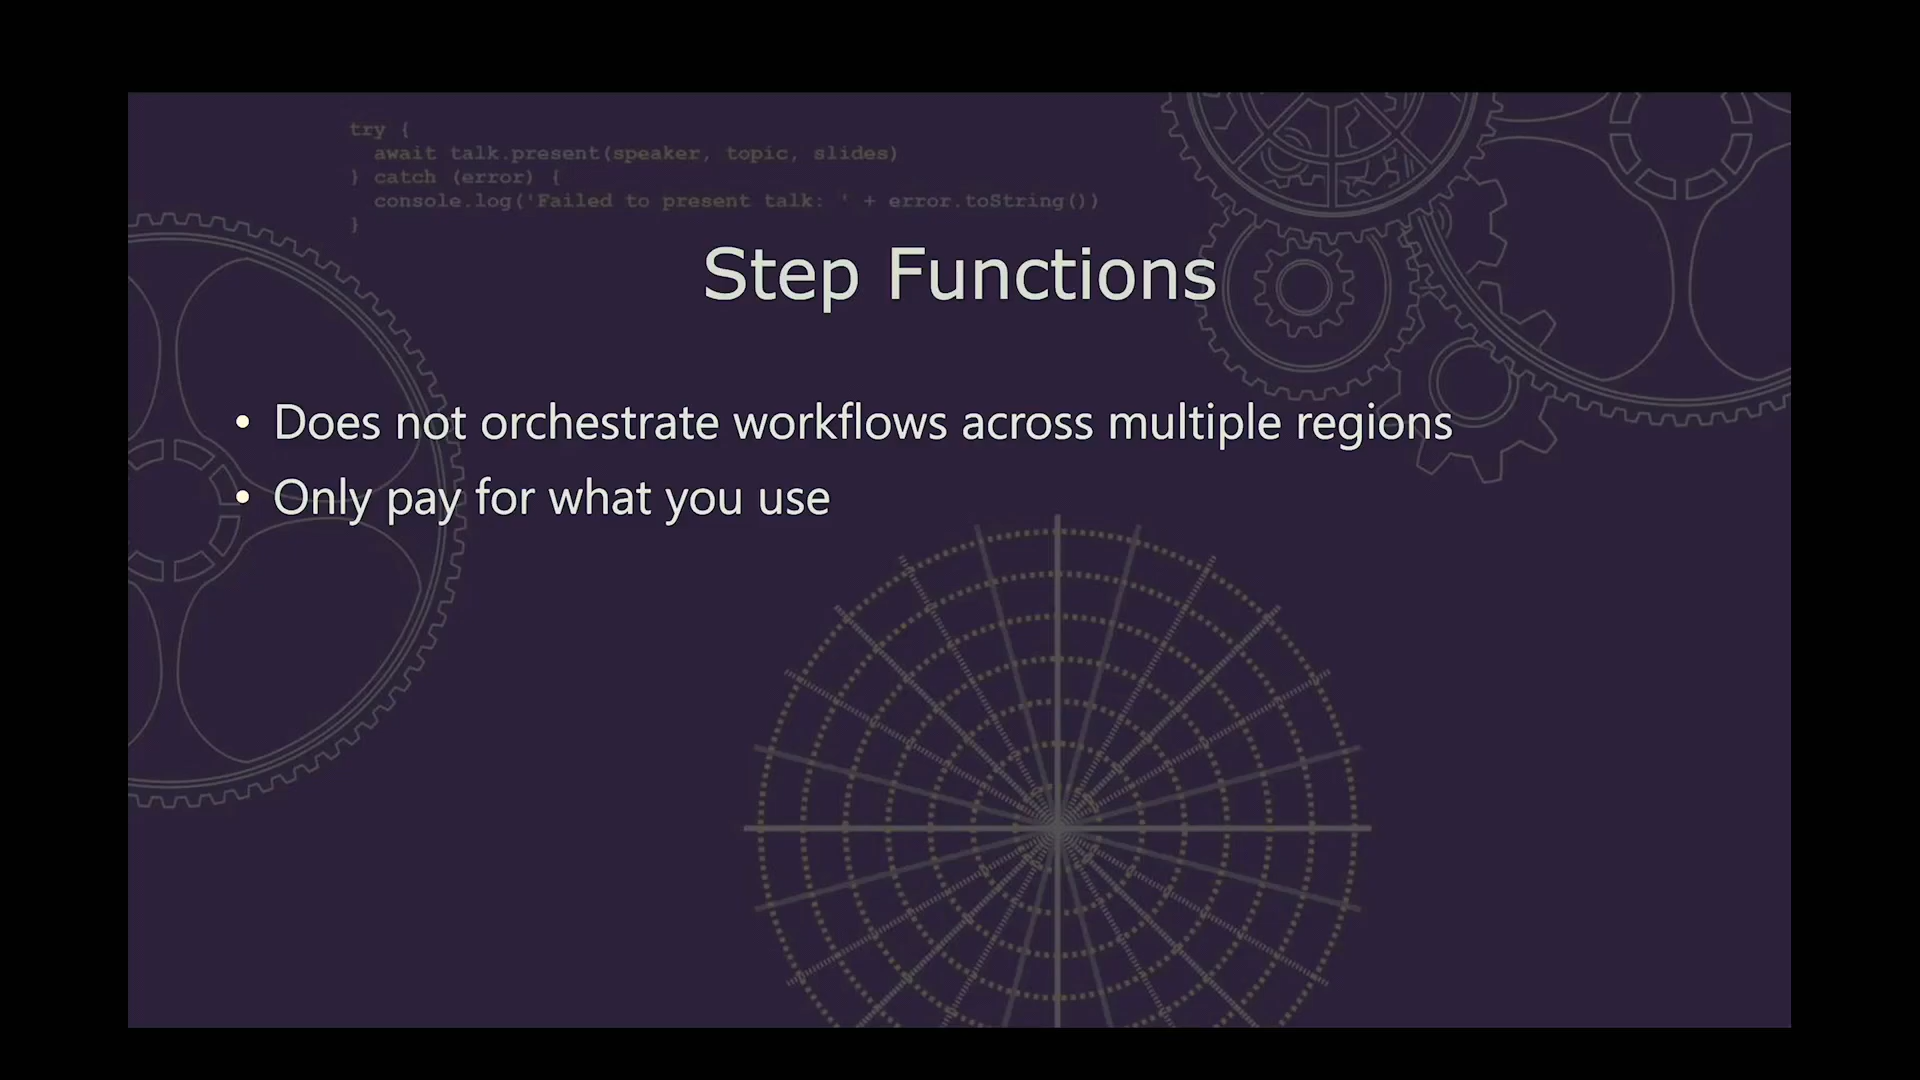 try {
await talk.present(speaker, topic, slides)
} catch (error) {
console.log('Failed to present talk: ' + error.toString())
}
Step Functions
• Does not orchestrate workflows across multiple regions
• Only pay for what you use